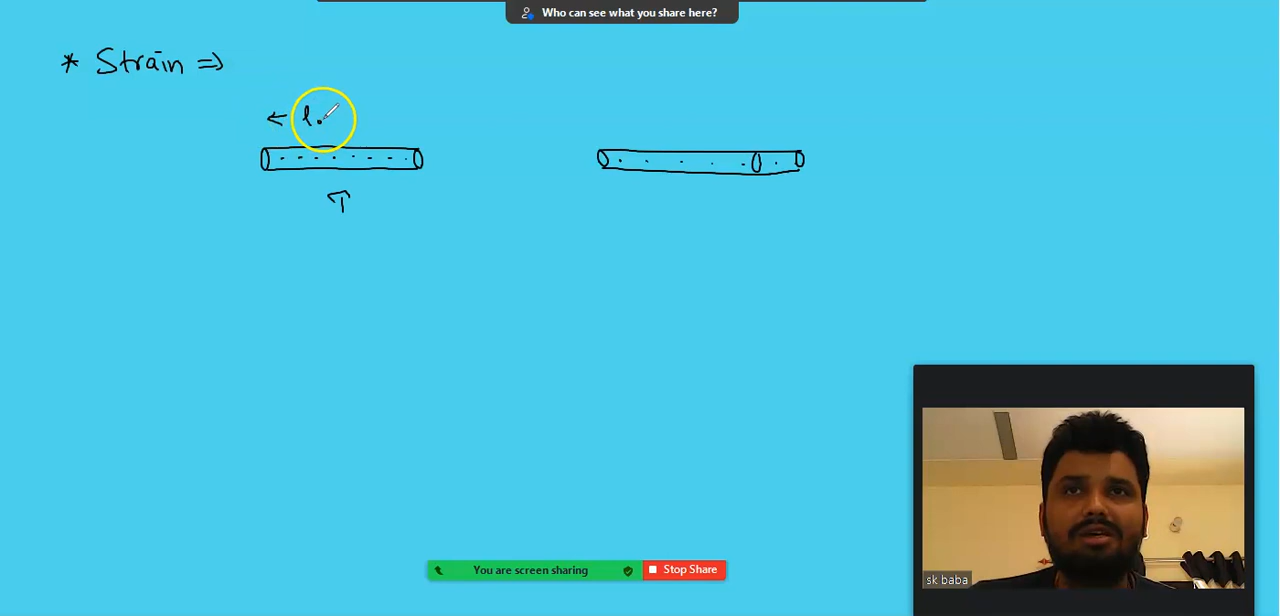 Who can see what you share here?
* Strain ⇒
← l.
T
You are screen sharing
Stop Share
sk baba